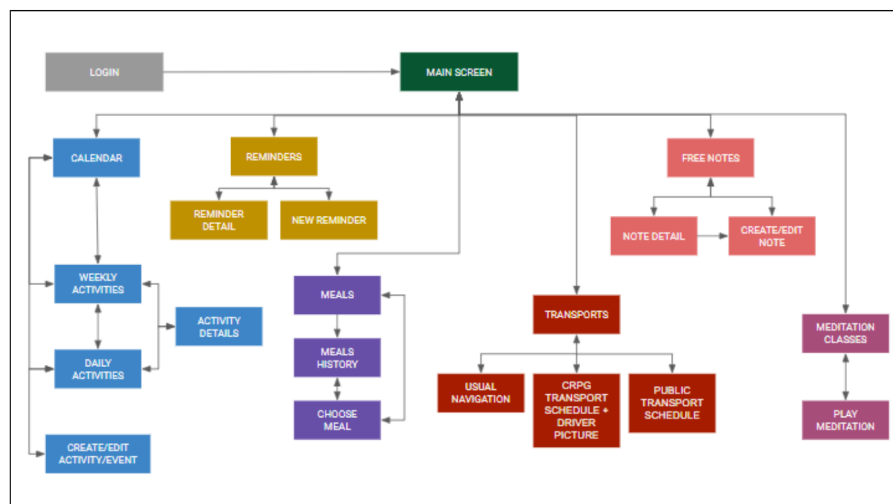 LOGIN
MAIN SCREEN
CALENDAR
REMINDERS
FREE NOTES
REMINDER
DETAIL
NEW REMINDER
NOTE DETAIL
CREATE/EDIT
NOTE
WEEKLY
ACTIVITIES
MEALS
ACTIVITY
DETAILS
TRANSPORTS
MEDITATION
CLASSES
DAILY
ACTIVITIES
MEALS
HISTORY
USUAL
NAVIGATION
CRPG
TRANSPORT
SCHEDULE +
DRIVER
PICTURE
PUBLIC
TRANSPORT
SCHEDULE
CHOOSE
MEAL
PLAY
MEDITATION
CREATE/EDIT
ACTIVITY/EVENT